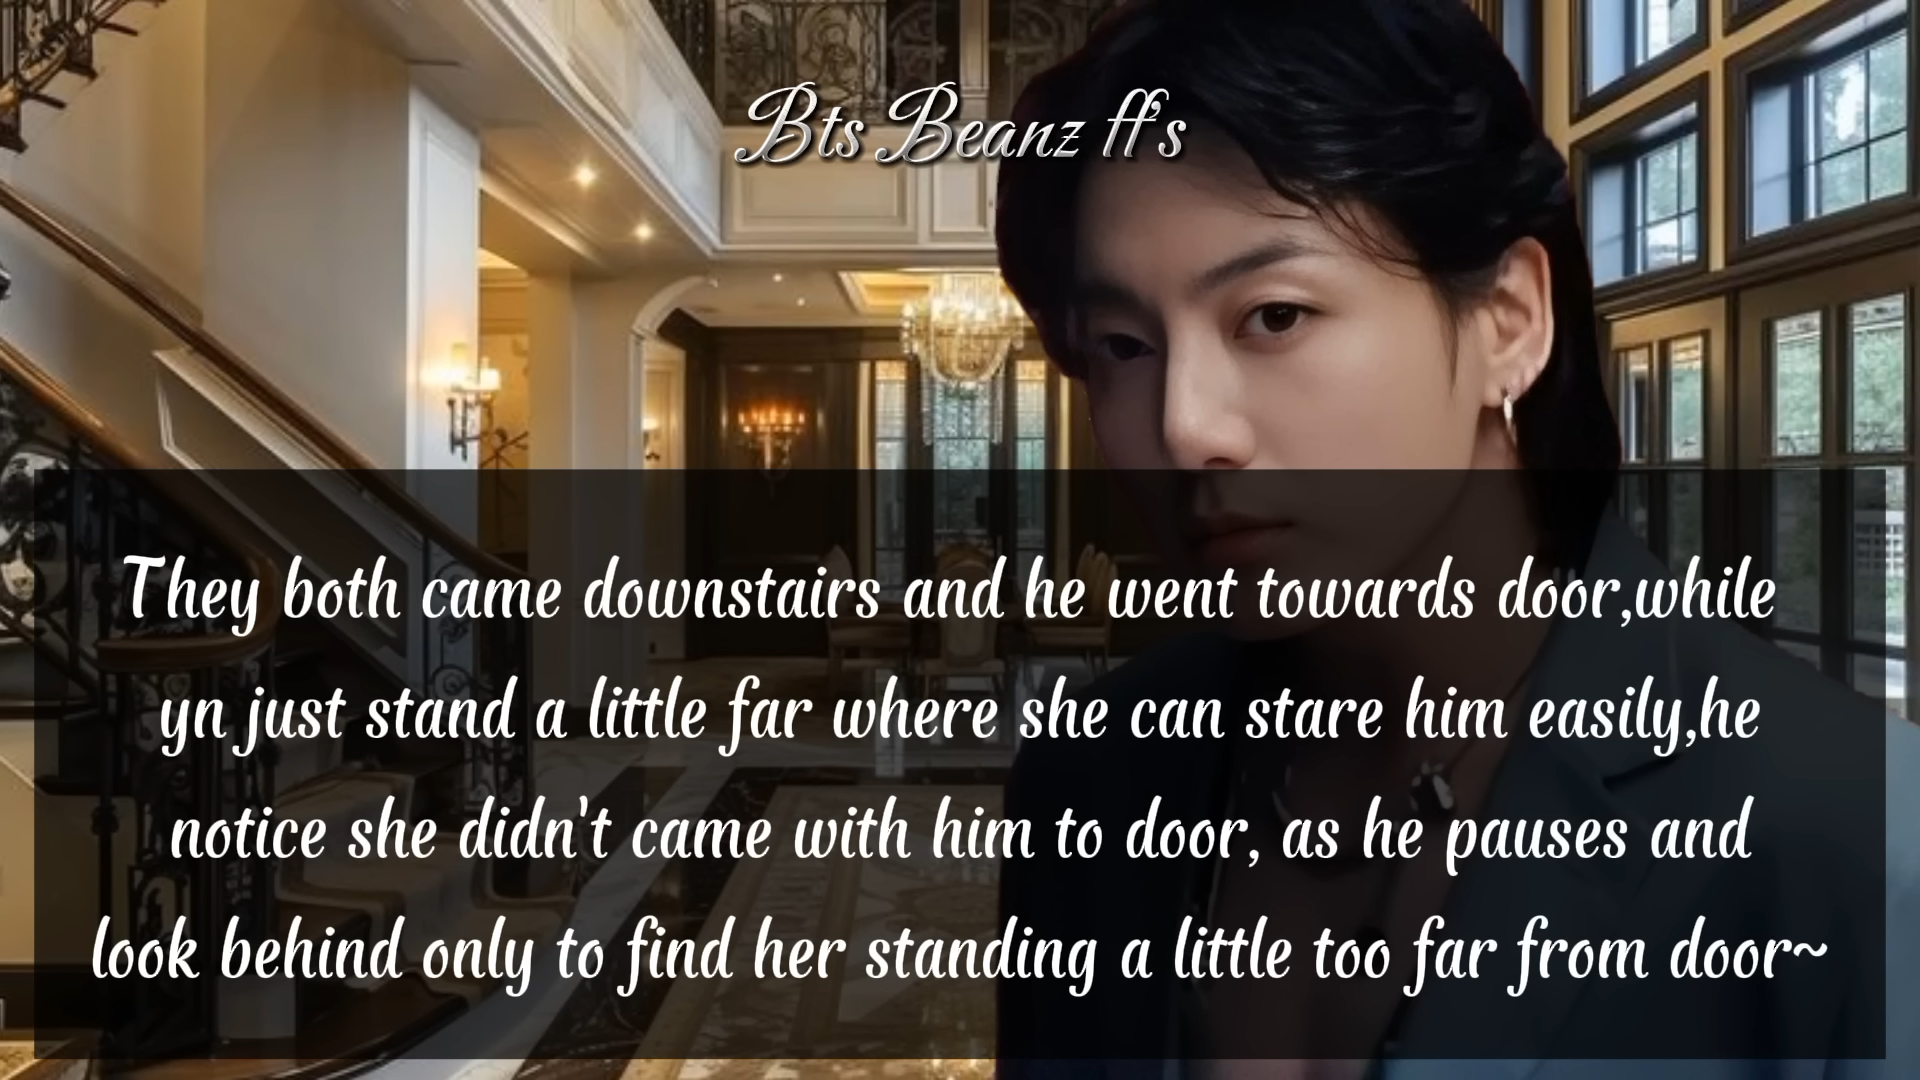 Bts Beanz ff's
They both came downstairs and he went towards door,while
yn just stand a little far where she can stare him easily,he
notice she didn't came with him to door, as he pauses and
look behind only to find her standing a little too far from door~